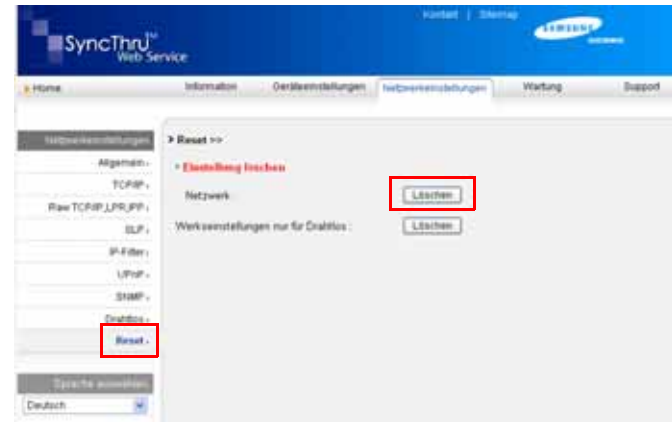 Kontakt | Sitemap
SAMSUNG
SyncThru™
Web Service
Home
Information Geräteeinstellungen Netzwerkeinstellungen Wartung Support
Netzwerkeinstellungen
Reset >>
Allgemein
Einstellung löschen
TCP/IP
Netzwerk : Löschen
Raw TCP/IP,LPR,IPP
SLP
Werkseinstellungen nur für Drahtlos : Löschen
IP-Filter
UPnP
SNMP
Drahtlos
Reset
Sprache auswählen
Deutsch